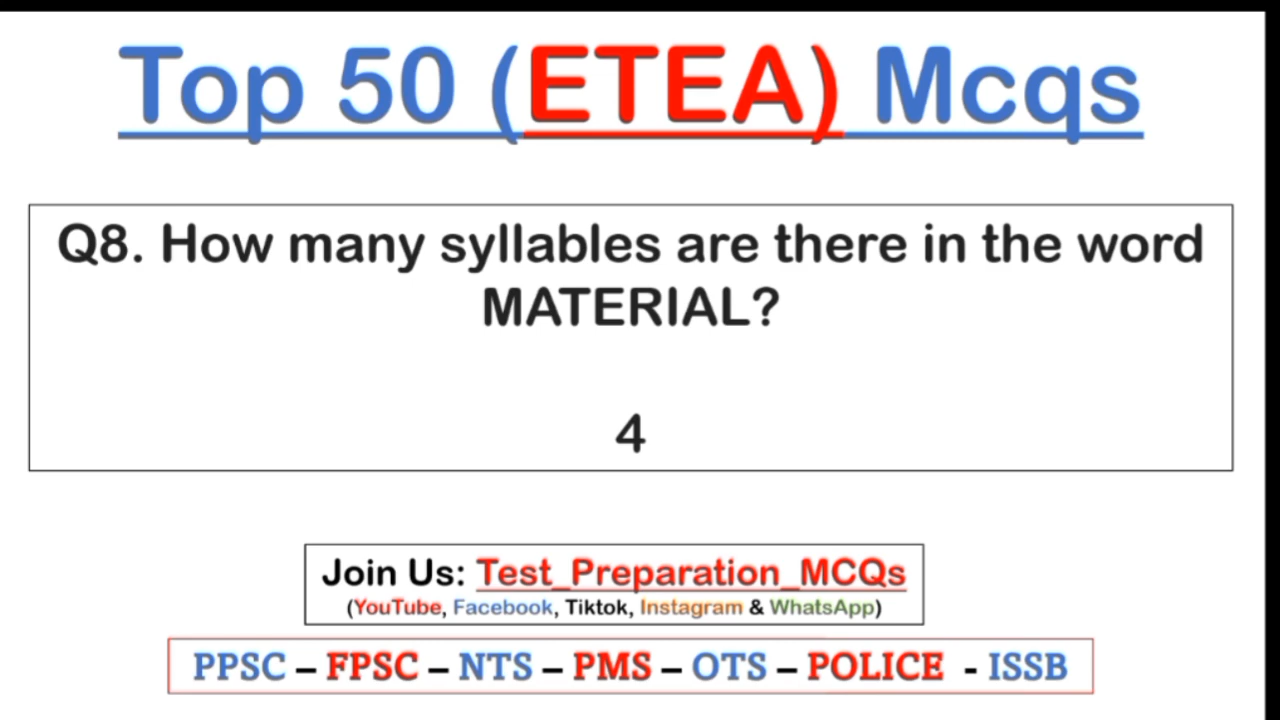 Top 50 (ETEA) Mcqs
Q8. How many syllables are there in the word
MATERIAL?
4
Join Us: Test_Preparation_MCQs
(YouTube, Facebook, Tiktok, Instagram & WhatsApp)
PPSC – FPSC – NTS – PMS – OTS – POLICE - ISSB